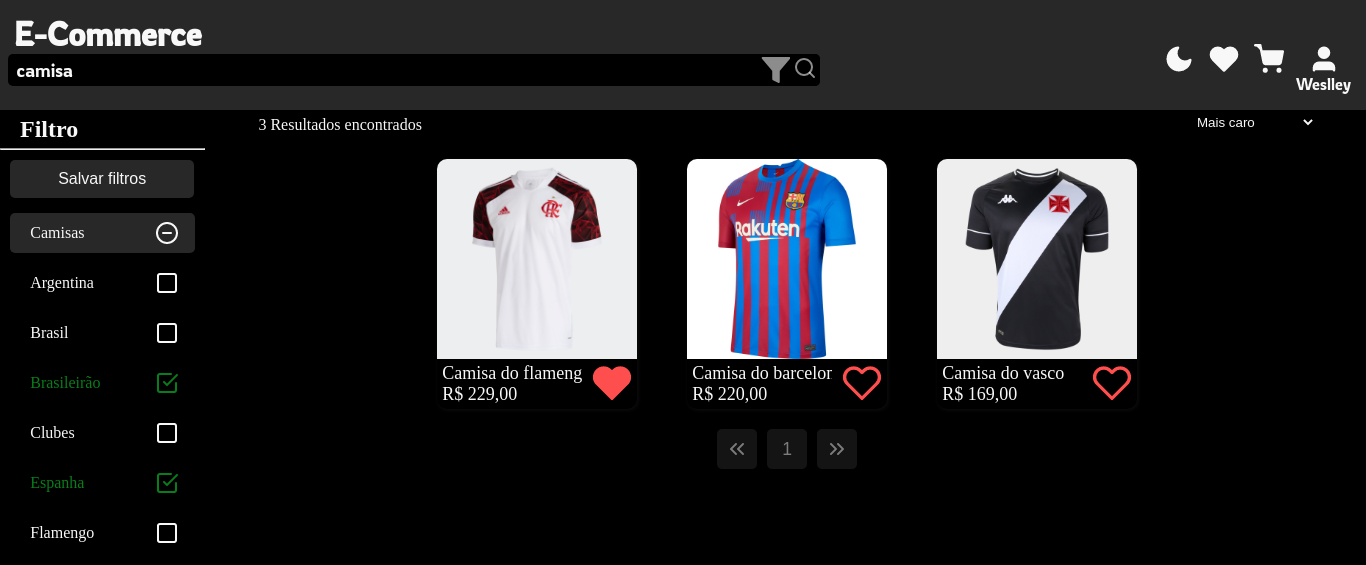 E-Commerce
camisa
Weslley
Filtro
3 Resultados encontrados
Mais caro
Salvar filtros
Camisas
Argentina
Brasil
Brasileirão
Clubes
Espanha
Flamengo
Rakuten
Camisa do flameng
R$ 229,00
Camisa do barcelor
R$ 220,00
Camisa do vasco
R$ 169,00
1